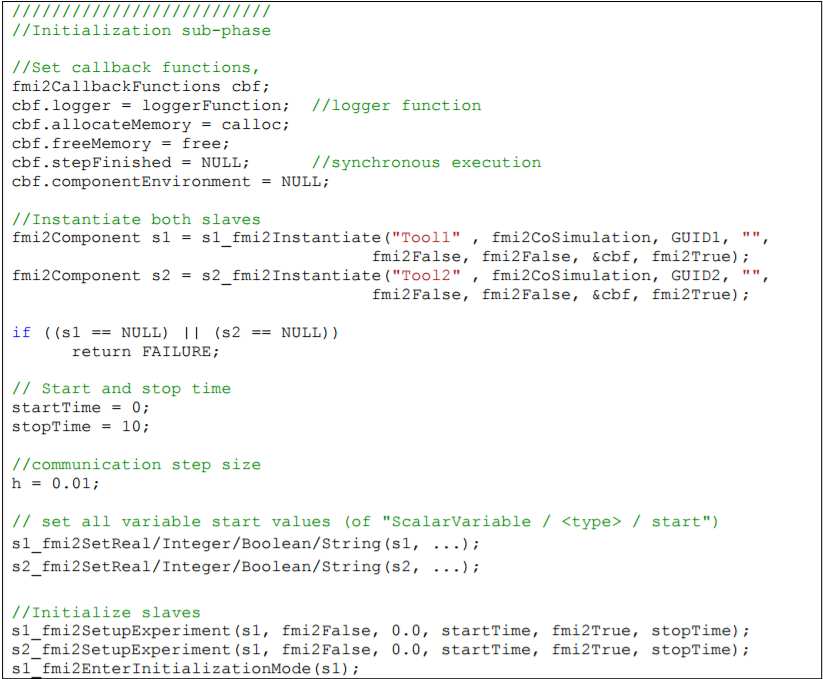 //////////////////////////
//Initialization sub-phase
//Set callback functions,
fmi2CallbackFunctions cbf;
cbf.logger = loggerFunction;  //logger function
cbf.allocateMemory = calloc;
cbf.freeMemory = free;
cbf.stepFinished = NULL;      //synchronous execution
cbf.componentEnvironment = NULL;
//Instantiate both slaves
fmi2Component s1 = s1_fmi2Instantiate("Tool1" , fmi2CoSimulation, GUID1, "",
fmi2False, fmi2False, &cbf, fmi2True);
fmi2Component s2 = s2_fmi2Instantiate("Tool2" , fmi2CoSimulation, GUID2, "",
fmi2False, fmi2False, &cbf, fmi2True);
if ((s1 == NULL) || (s2 == NULL))
return FAILURE;
// Start and stop time
startTime = 0;
stopTime = 10;
//communication step size
h = 0.01;
// set all variable start values (of "ScalarVariable / <type> / start")
s1_fmi2SetReal/Integer/Boolean/String(s1, ...);
s2_fmi2SetReal/Integer/Boolean/String(s2, ...);
//Initialize slaves
s1_fmi2SetupExperiment(s1, fmi2False, 0.0, startTime, fmi2True, stopTime);
s2_fmi2SetupExperiment(s1, fmi2False, 0.0, startTime, fmi2True, stopTime);
s1_fmi2EnterInitializationMode(s1);